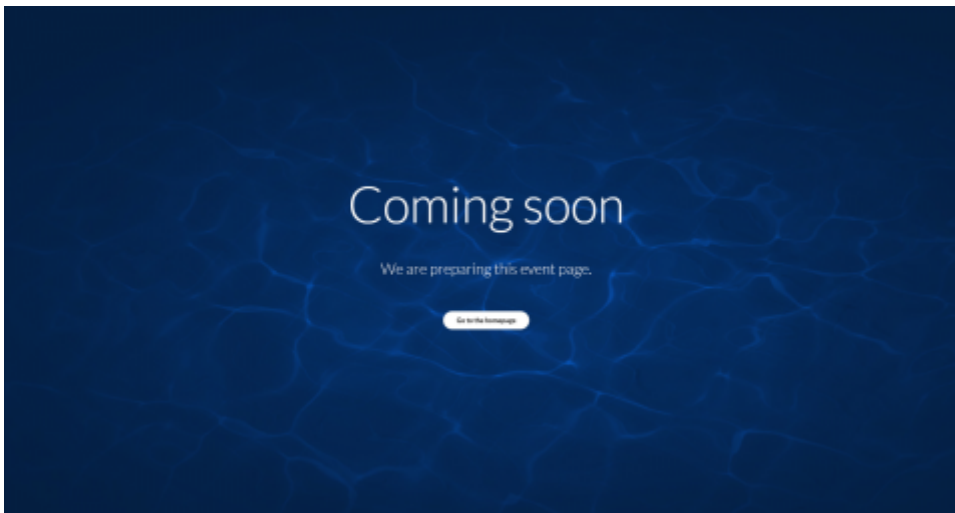 Coming soon
We are preparing this event page.
Go to the homepage